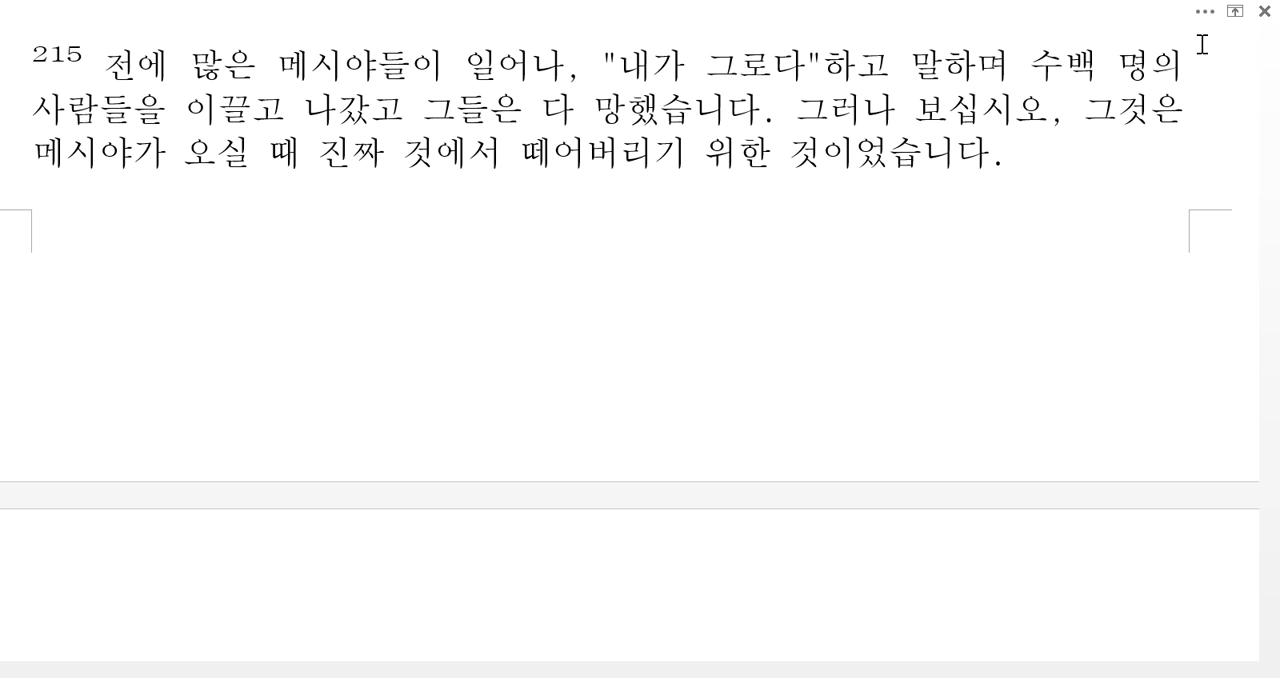 215 전에 많은 메시야들이 일어나, "내가 그로다"하고 말하며 수백 명의
사람들을 이끌고 나갔고 그들은 다 망했습니다. 그러나 보십시오, 그것은
메시야가 오실 때 진짜 것에서 떼어버리기 위한 것이었습니다.